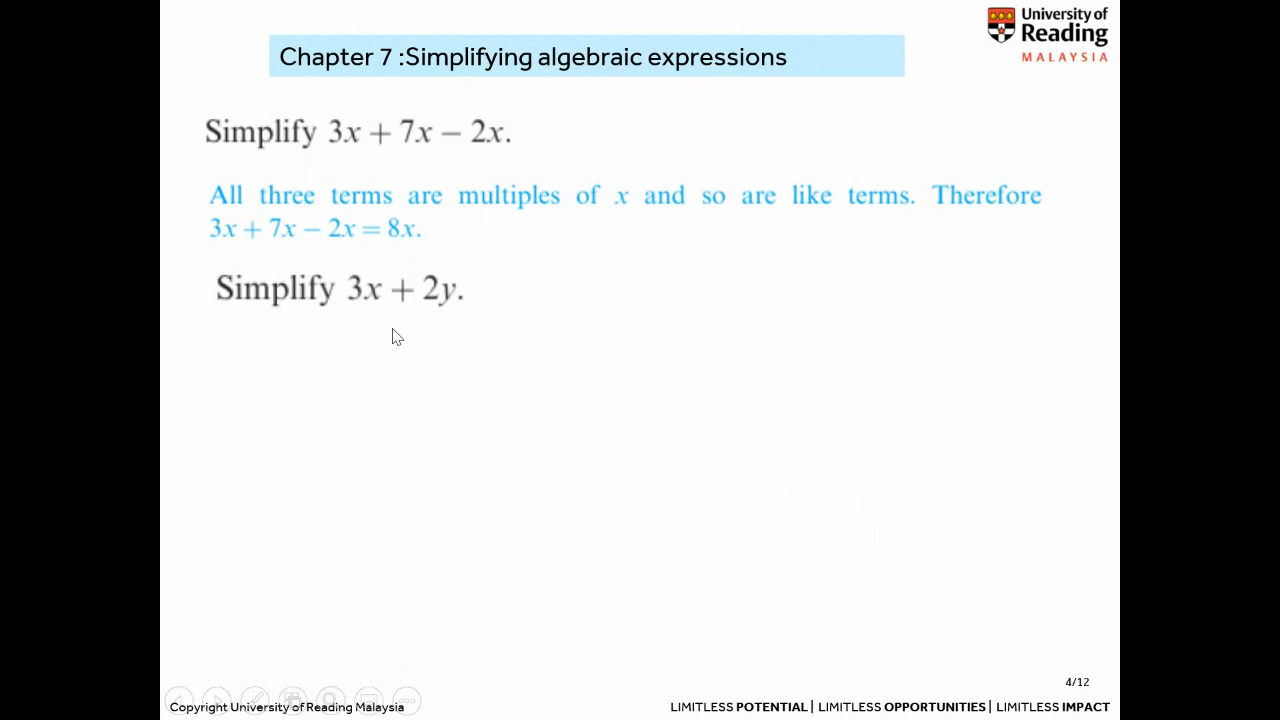 University of
Reading
MALAYSIA
Chapter 7 :Simplifying algebraic expressions
Simplify 3x + 7x − 2x.
All three terms are multiples of x and so are like terms. Therefore
3x + 7x − 2x = 8x.
Simplify 3x + 2y.
4/12
Copyright University of Reading Malaysia
LIMITLESS POTENTIAL | LIMITLESS OPPORTUNITIES | LIMITLESS IMPACT